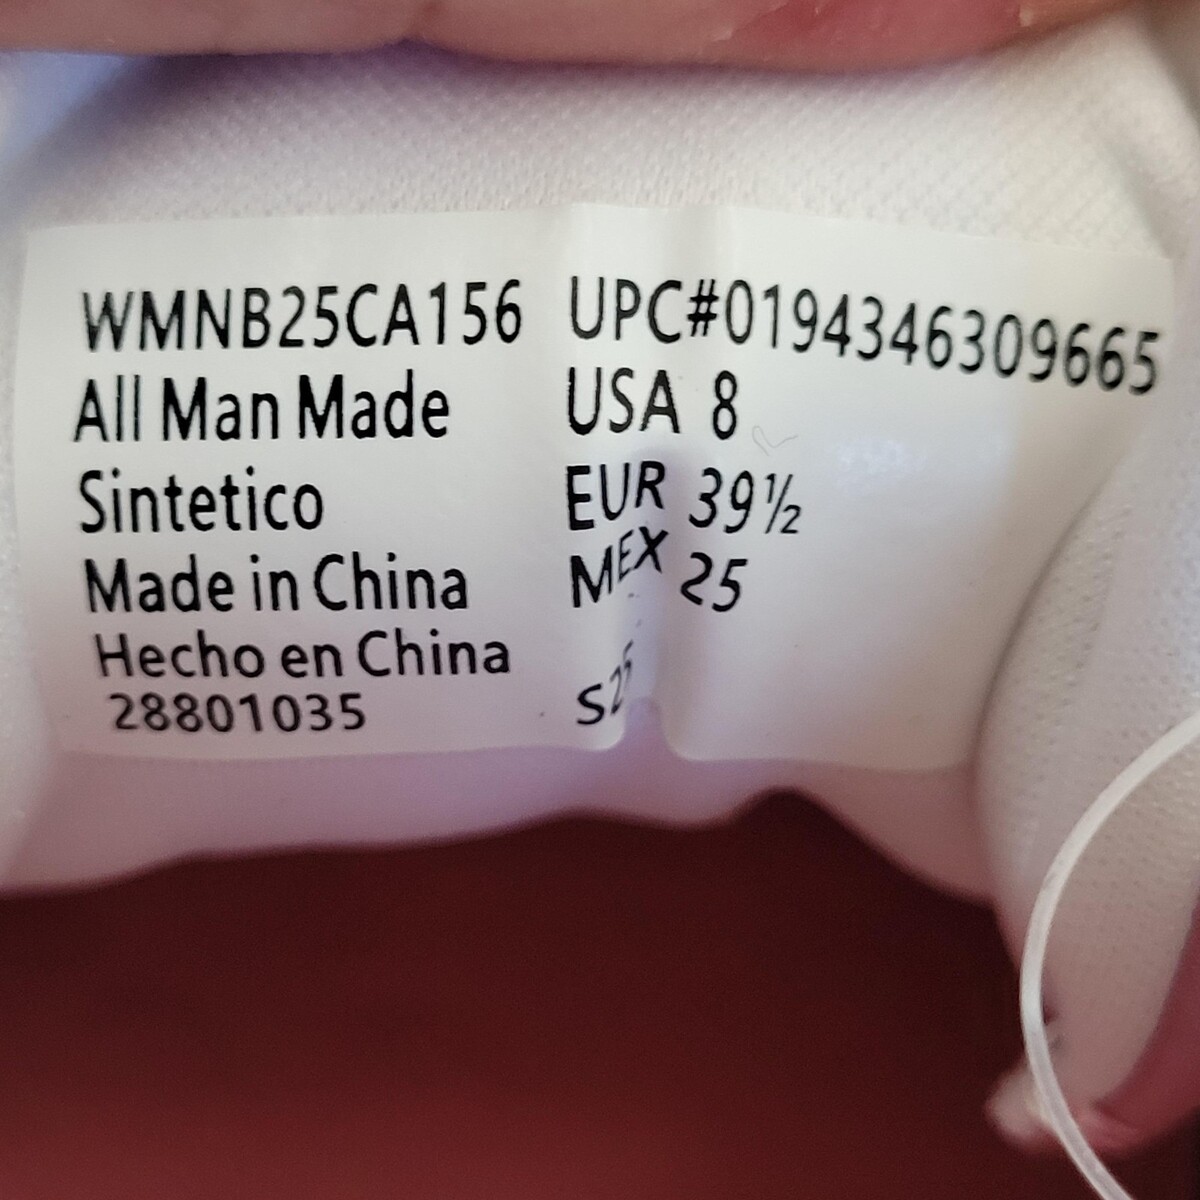 WMNB25CA156
All Man Made
Sintetico
Made in China
Hecho en China
28801035
UPC#0194346309665
USA 8
EUR 39½
MEX 25
S25